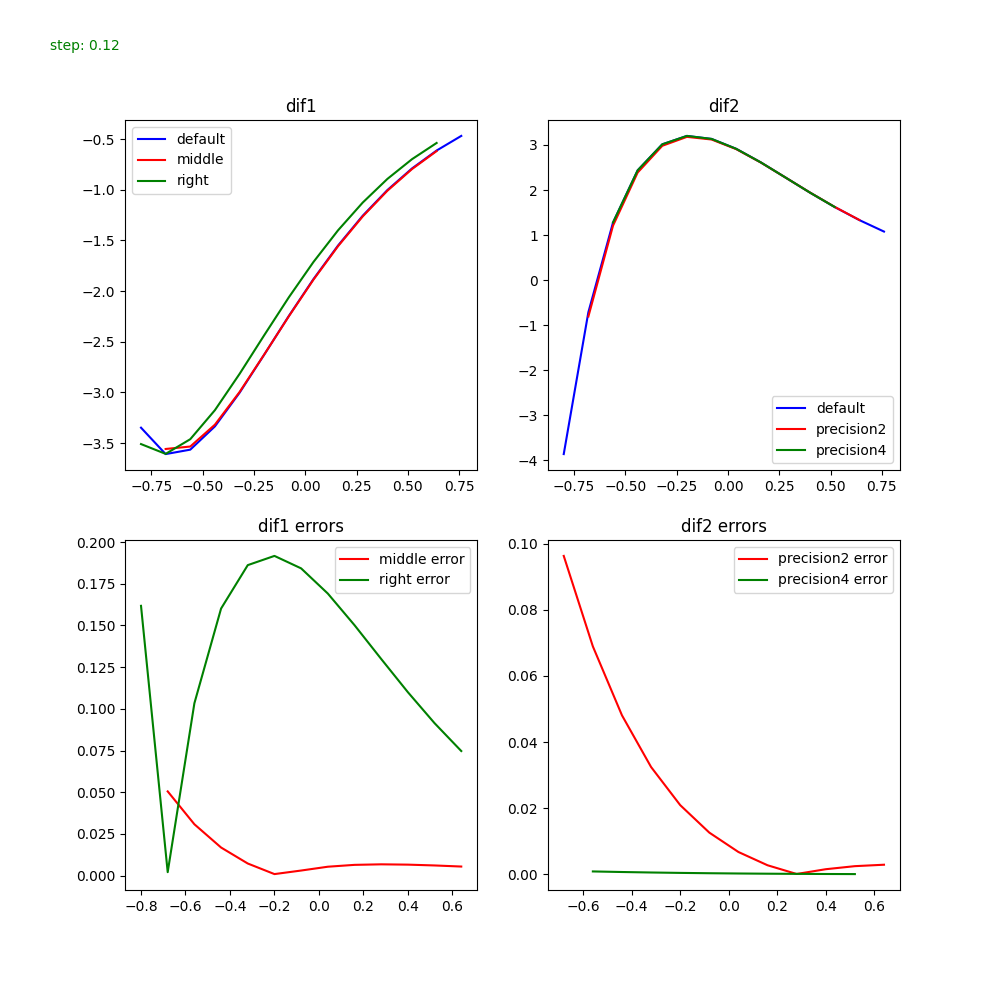 step: 0.12
dif1
dif2
−0.5
−1.0
−1.5
−2.0
−2.5
−3.0
−3.5
default
middle
right
−0.75 −0.50 −0.25 0.00 0.25 0.50 0.75
3
2
1
0
−1
−2
−3
−4
default
precision2
precision4
−0.75 −0.50 −0.25 0.00 0.25 0.50 0.75
dif1 errors
dif2 errors
0.200
0.175
0.150
0.125
0.100
0.075
0.050
0.025
0.000
middle error
right error
−0.8 −0.6 −0.4 −0.2 0.0 0.2 0.4 0.6
0.10
0.08
0.06
0.04
0.02
0.00
precision2 error
precision4 error
−0.6 −0.4 −0.2 0.0 0.2 0.4 0.6